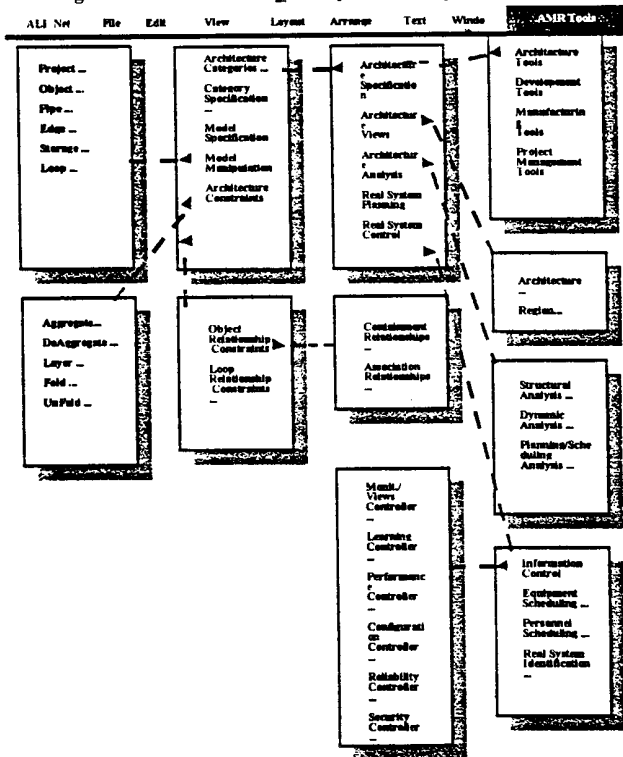 ALI Net File Edit View Layout Arrange Text Windo AMR Tools
Project ...
Object ...
Pipe ...
Edge ...
Storage ...
Loop ...
Architecture
Categories ...
Category
Specification
...
Model
Specification
Model
Manipulation
Architecture
Constraints
Architectur
e
Specificatio
n
Architectur
e
Views
Architectur
e
Analysis
Real System
Planning
Real System
Control
Architecture
Tools
Development
Tools
Manufacturin
g
Tools
Project
Management
Tools
Aggregate...
DeAggregate ...
Layer ...
Fold ...
UnFold ...
Object
Relationship
Constraints
Loop
Relationship
Constraints
...
Containement
Relationships
...
Association
Relationships
...
Architecture
...
Region...
Structural
Analysis ...
Dynamic
Analysis ...
Planning/Sche
duling
Analysis ...
Monit./
Views
Controller
...
Learning
Controller
...
Performanc
e
Controller
...
Configurati
on
Controller
...
Reliability
Controller
...
Security
Controller
...
Information
Control
Equipment
Scheduling ...
Personnel
Scheduling ...
Real System
Identification
...